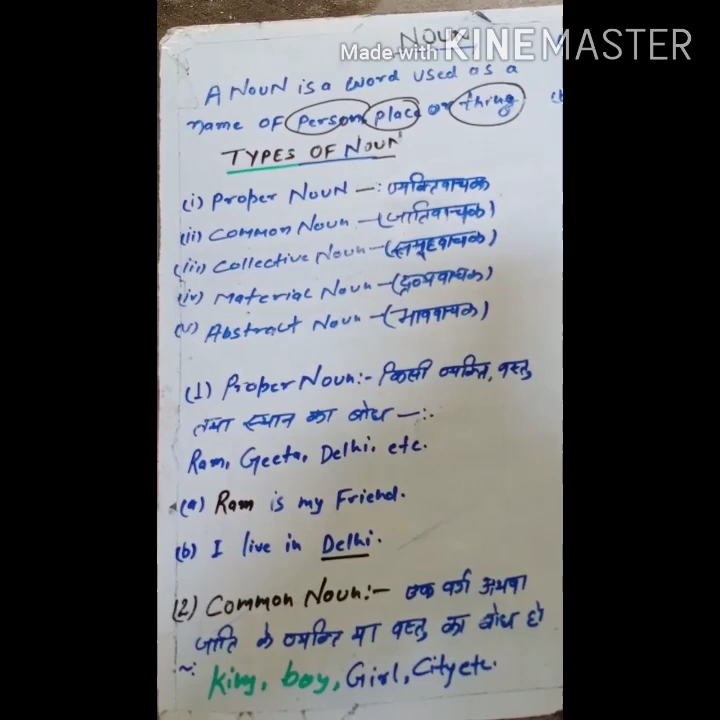 NOUN
Made with KINEMASTER
A NOUN is a word used as a
name of person, place or thing
TYPES OF NOUN
(i) Proper NOUN —: व्यक्तिवाचक
(ii) Common Noun —(जातिवाचक)
(iii) Collective Noun —(समूहवाचक)
(iv) Material Noun —(द्रव्यवाचक)
(v) Abstract Noun —(भाववाचक)
(1) Proper Noun:- किसी व्यक्ति, वस्तु
तथा स्थान का बोध —:-
Ram, Geeta, Delhi, etc.
(a) Ram is my Friend.
(b) I live in Delhi.
(2) Common Noun:- एक वर्ग अथवा
जाति के व्यक्ति या वस्तु का बोध हो
~: King, boy, Girl, City etc.